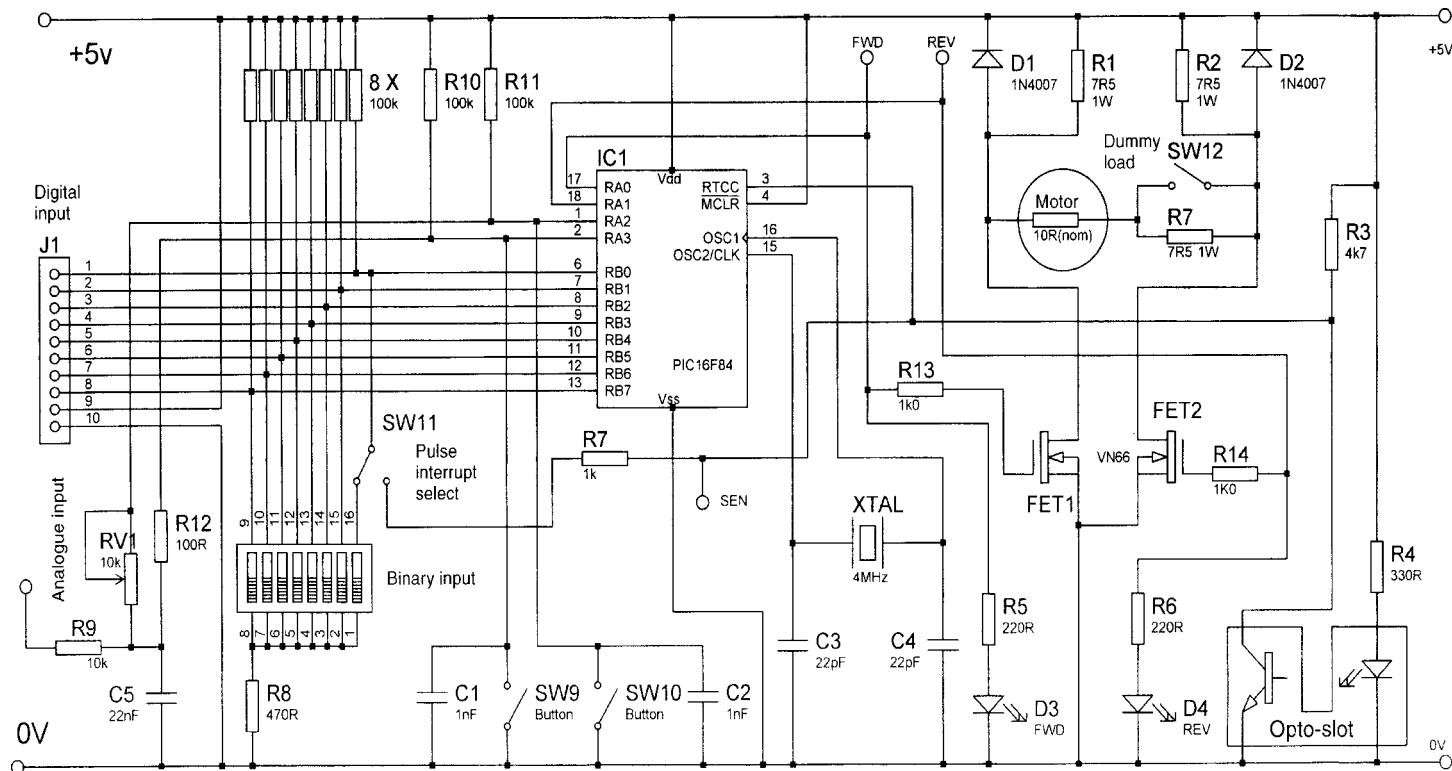 +5v
+5v
FWD
REV
8 X
100k
R10
100k
R11
100k
D1
1N4007
R1
7R5
1W
R2
7R5
1W
D2
1N4007
Dummy
load
SW12
IC1
Vdd
17
RA0
18
RA1
1
RA2
2
RA3
6
RB0
7
RB1
8
RB2
9
RB3
10
RB4
11
RB5
12
RB6
13
RB7
RTCC
3
MCLR
4
OSC1
16
OSC2/CLK
15
PIC16F84
Vss
Motor
10R(nom)
R7
7R5 1W
R3
4k7
Digital
input
J1
1
2
3
4
5
6
7
8
9
10
SW11
Pulse
interrupt
select
R7
1k
SEN
R13
1k0
FET2
VN66
FET1
R14
1K0
XTAL
4MHz
Analogue input
RV1
10k
R12
100R
9
10
11
12
13
14
15
16
Binary input
8
7
6
5
4
3
2
1
R9
10k
C5
22nF
R8
470R
C1
1nF
SW9
Button
SW10
Button
C2
1nF
C3
22pF
C4
22pF
R5
220R
R6
220R
R4
330R
D3
FWD
D4
REV
Opto-slot
0V
0V